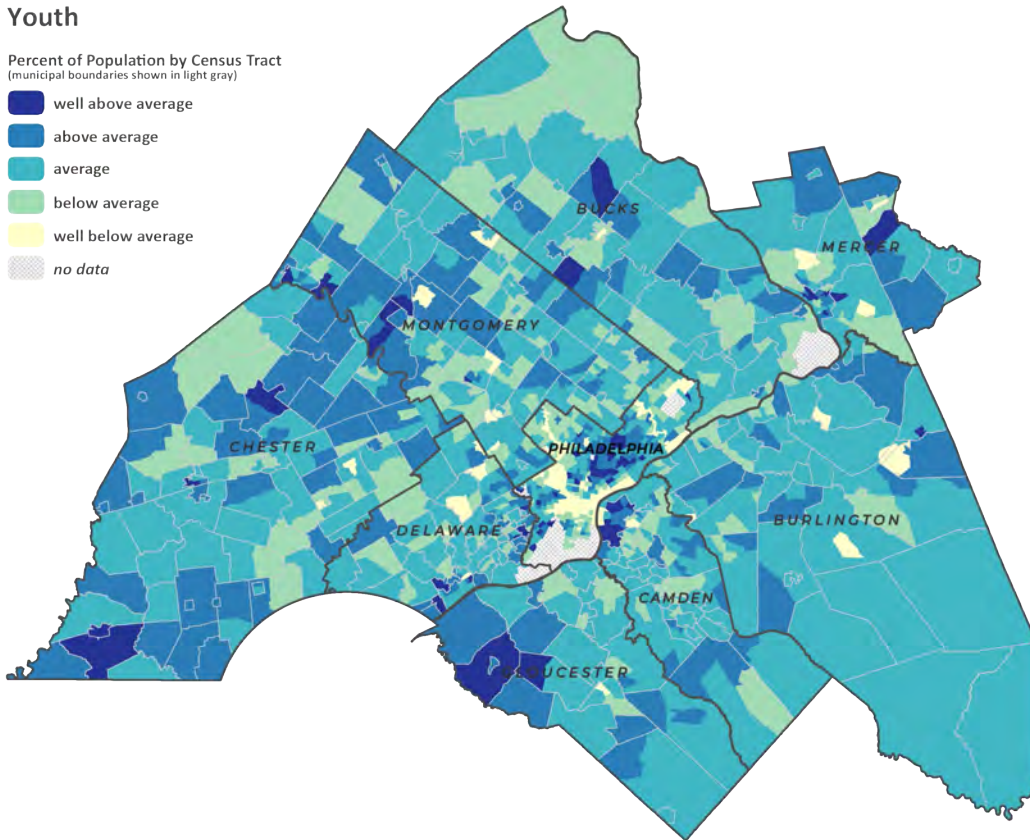 Youth
Percent of Population by Census Tract
(municipal boundaries shown in light gray)
well above average
above average
average
below average
well below average
no data
BUCKS
MERCER
MONTGOMERY
CHESTER
PHILADELPHIA
DELAWARE
BURLINGTON
CAMDEN
GLOUCESTER